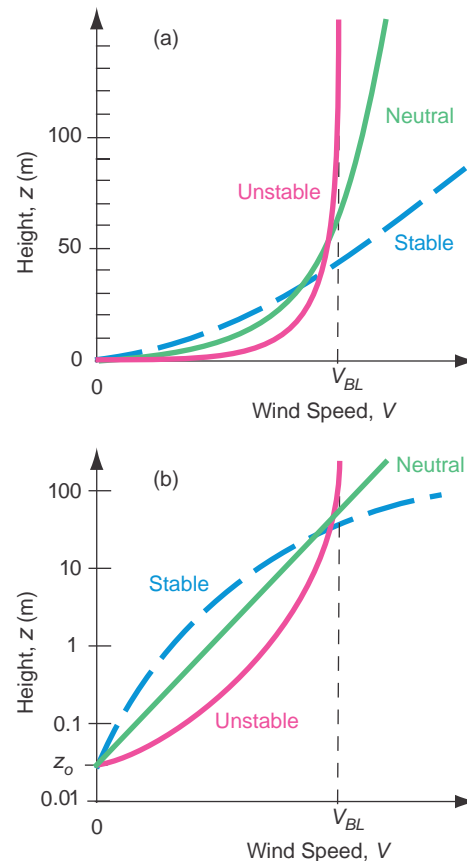 (a)
Height, z (m)
100
50
0
Neutral
Unstable
Stable
0
V_BL
Wind Speed, V
(b)
Height, z (m)
100
10
1
0.1
z_o
0.01
Neutral
Stable
Unstable
0
V_BL
Wind Speed, V